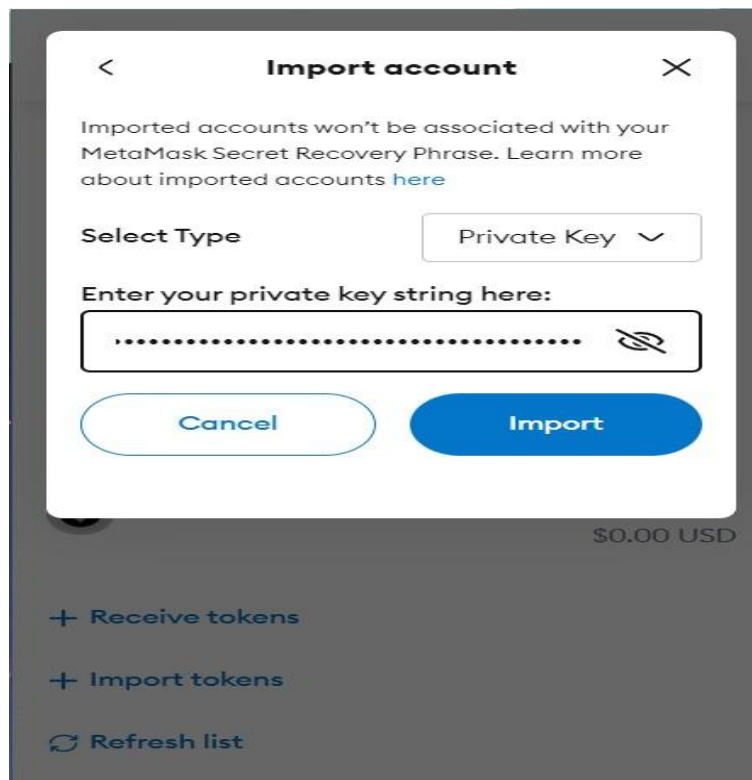 Import account
Imported accounts won't be associated with your
MetaMask Secret Recovery Phrase. Learn more
about imported accounts here
Select Type
Private Key
Enter your private key string here:
••••••••••••••••••••••••••••••••••••••••
Cancel
Import
$0.00 USD
+ Receive tokens
+ Import tokens
Refresh list